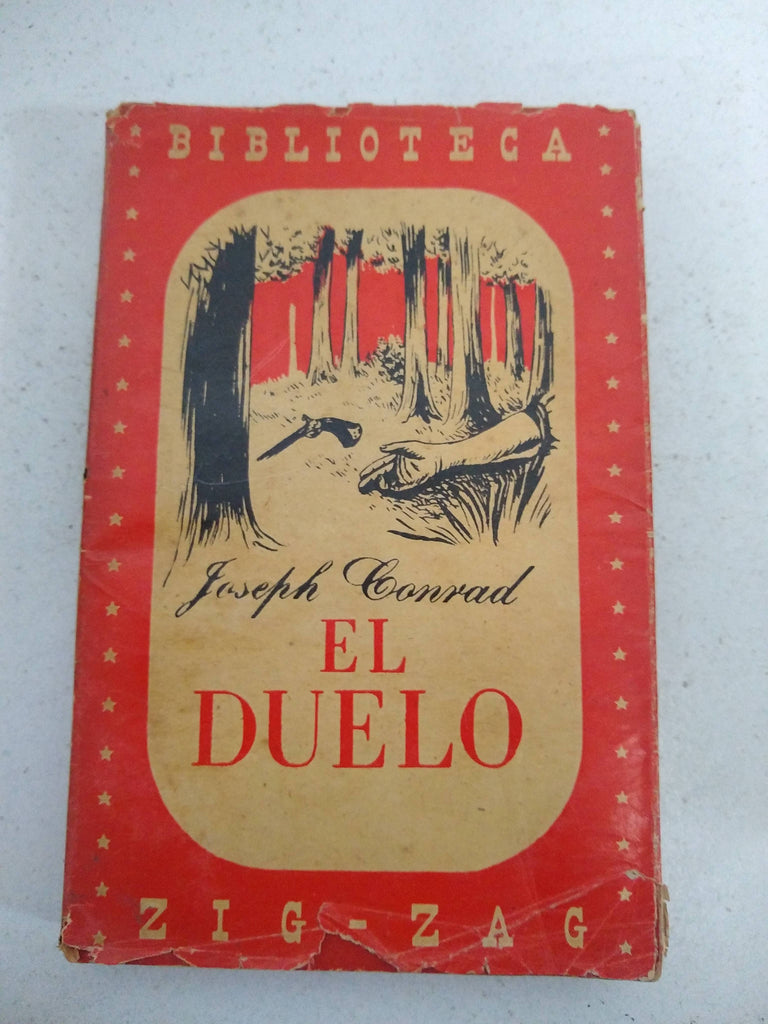 BIBLIOTECA
Joseph Conrad
EL
DUELO
ZIG-ZAG